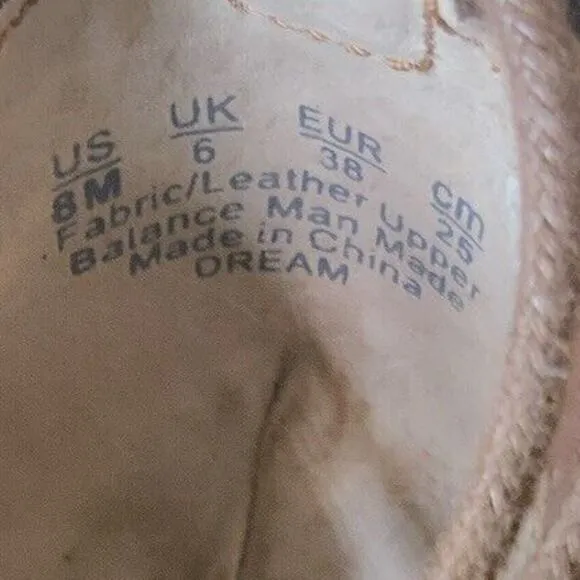 US UK EUR cm
8M 6 38 25
Fabric/Leather Upper
Balance Man Made
Made in China
DREAM